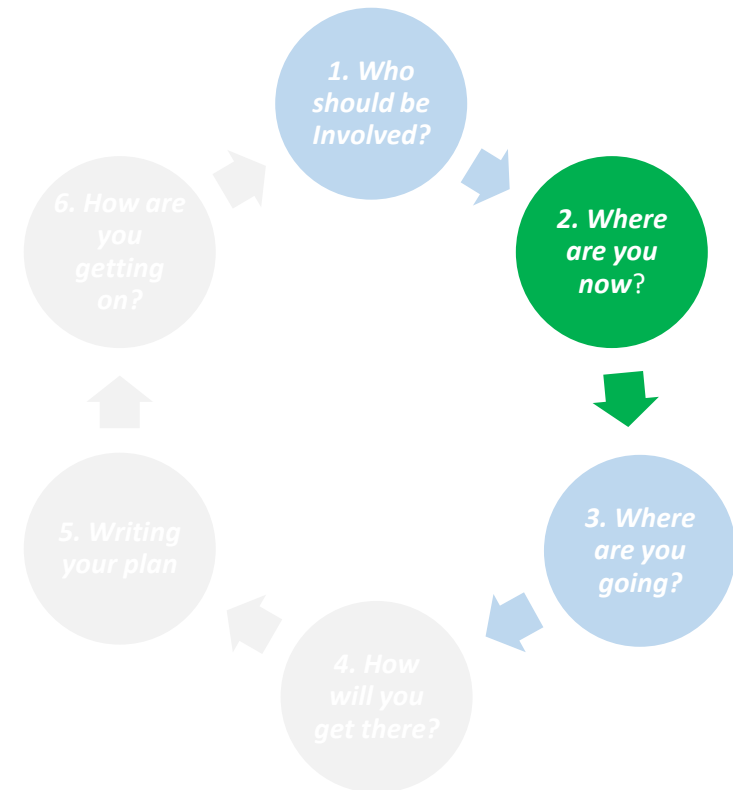 1. Who
should be
Involved?
2. Where
are you
now?
3. Where
are you
going?
4. How
will you
get there?
5. Writing
your plan
6. How are
you
getting
on?